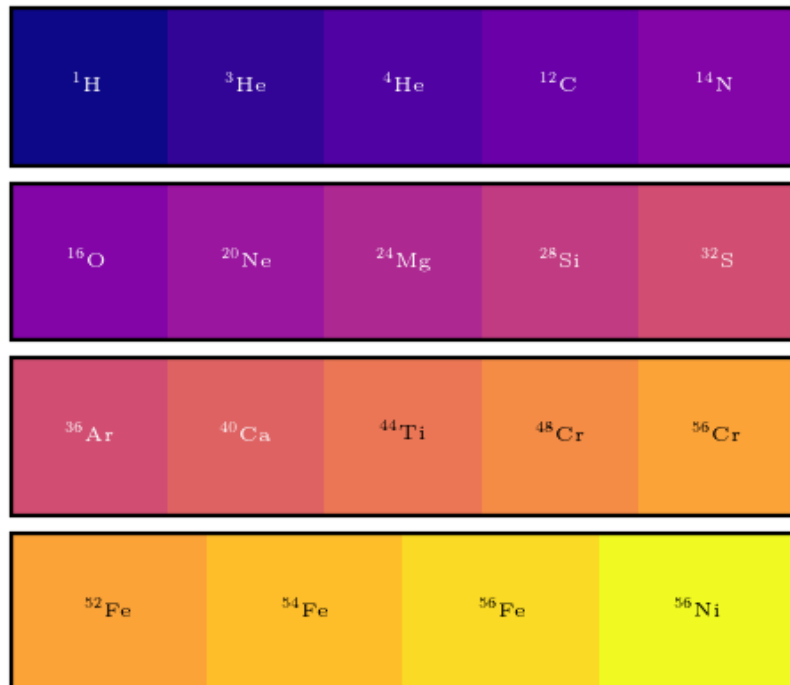 ¹H ³He ⁴He ¹²C ¹⁴N
¹⁶O ²⁰Ne ²⁴Mg ²⁸Si ³²S
³⁶Ar ⁴⁰Ca ⁴⁴Ti ⁴⁸Cr ⁵⁶Cr
⁵²Fe ⁵⁴Fe ⁵⁶Fe ⁵⁶Ni